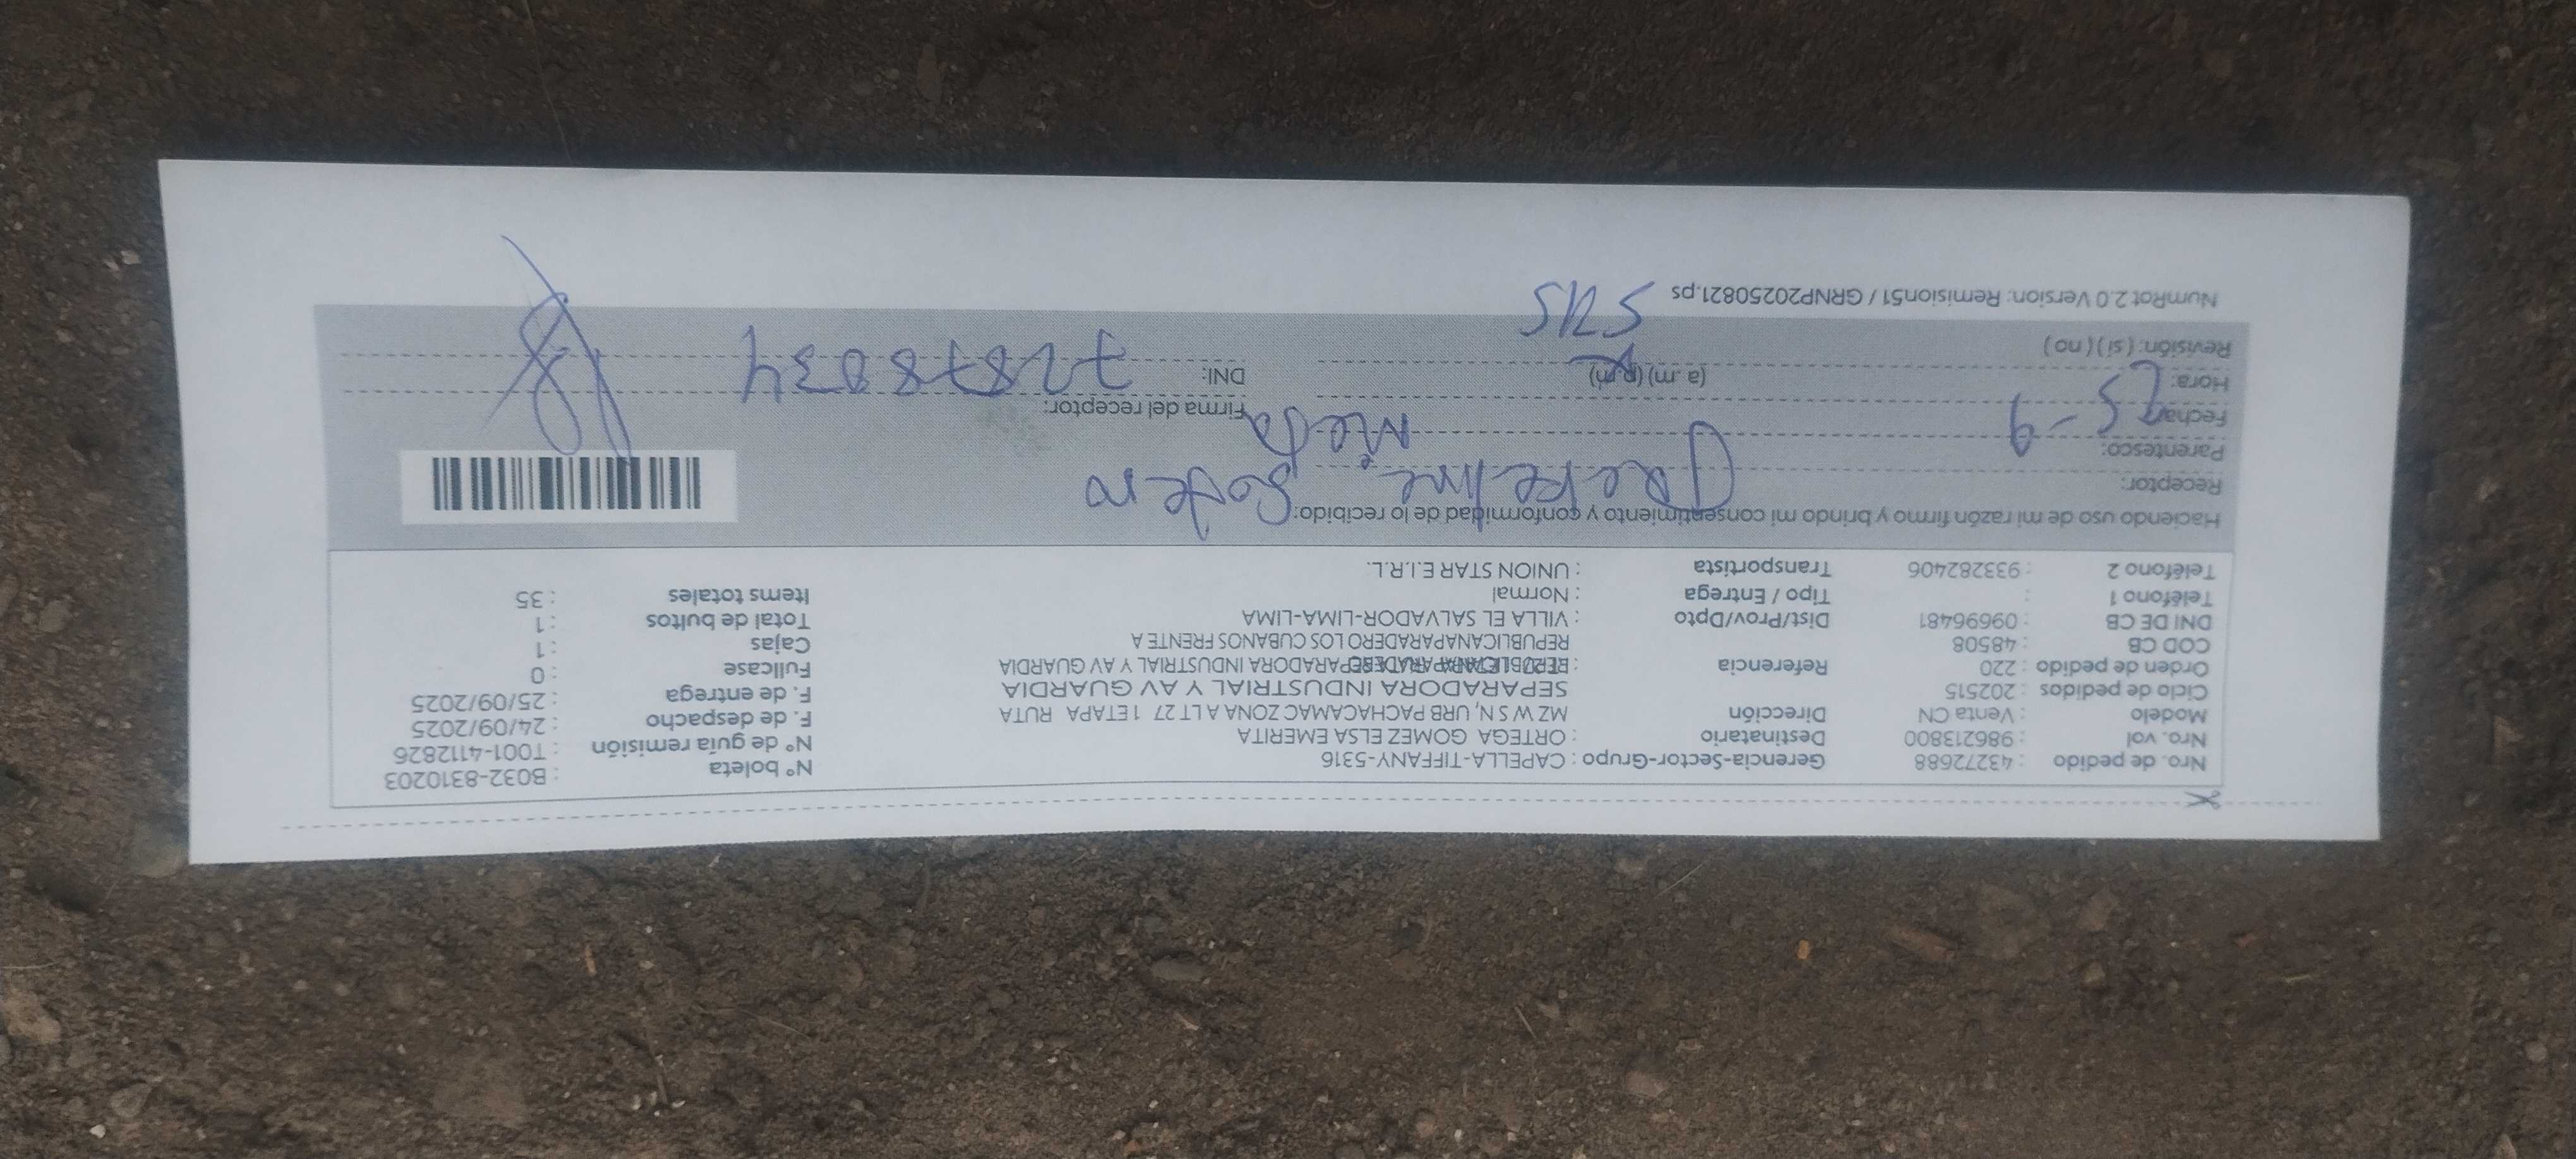 Nro. de pedido : 43272688 Gerencia-Sector-Grupo : CAPELLA-TIFFANY-5316 N° boleta : B032-8310203
Nro. vol : 986213800 Destinatario : ORTEGA GOMEZ ELSA EMERITA N° de guía remisión : T001-4112826
Modelo : Venta CN Dirección MZ W S N, URB PACHACAMAC ZONA A LT 27 1ETAPA RUTA F. de despacho : 24/09/2025
Ciclo de pedidos : 202515 SEPARADORA INDUSTRIAL Y AV GUARDIA F. de entrega : 25/09/2025
Orden de pedido : 220 Referencia : SEPARADORA INDUSTRIAL Y AV GUARDIA Fullcase : 0
COD CB : 48508 REPUBLICANAPARADERO LOS CUBANOS FRENTE A Cajas : 1
DNI DE CB : 09699481 Dist/Prov/Dpto : VILLA EL SALVADOR-LIMA-LIMA Total de bultos : 1
Teléfono 1 : Tipo / Entrega : Normal Items totales : 35
Teléfono 2 : 933282406 Transportista : UNION STAR E.I.R.L.
Haciendo uso de mi razón firmo y brindo mi consentimiento y conformidad de lo recibido:
Receptor:
Parentesco:
Fecha: 25-9 Firma del receptor:
Hora: (a .m) (p.m) DNI: 72878034
Revisión: ( si ) ( no )
NumRot 2.0 Version: Remision51 / GRNP20250821.ps